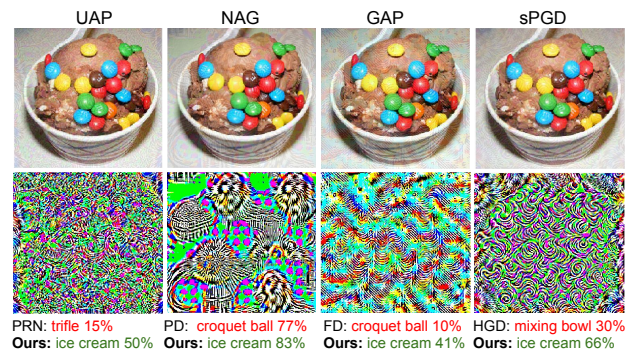 UAP NAG GAP sPGD
PRN: trifle 15% PD: croquet ball 77% FD: croquet ball 10% HGD: mixing bowl 30%
Ours: ice cream 50% Ours: ice cream 83% Ours: ice cream 41% Ours: ice cream 66%